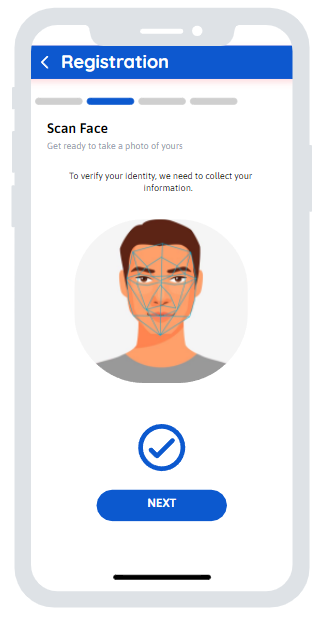 Registration
Scan Face
Get ready to take a photo of yours
To verify your identity, we need to collect your
information.
NEXT